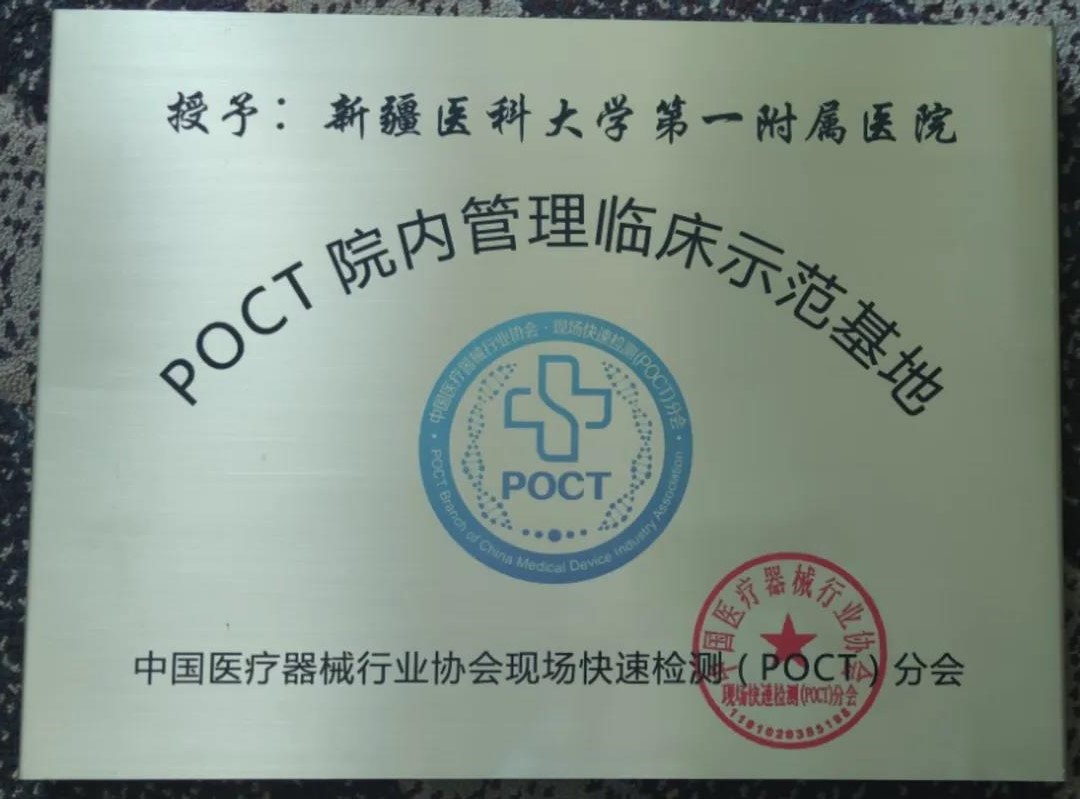 授予：新疆医科大学第一附属医院
POCT 院内管理临床示范基地
中国医疗器械行业协会·现场快速检测(POCT)分会
POCT
POCT Branch of China Medical Device Industry Association
中国医疗器械行业协会现场快速检测（POCT）分会
中国医疗器械行业协会
现场快速检测(POCT)分会